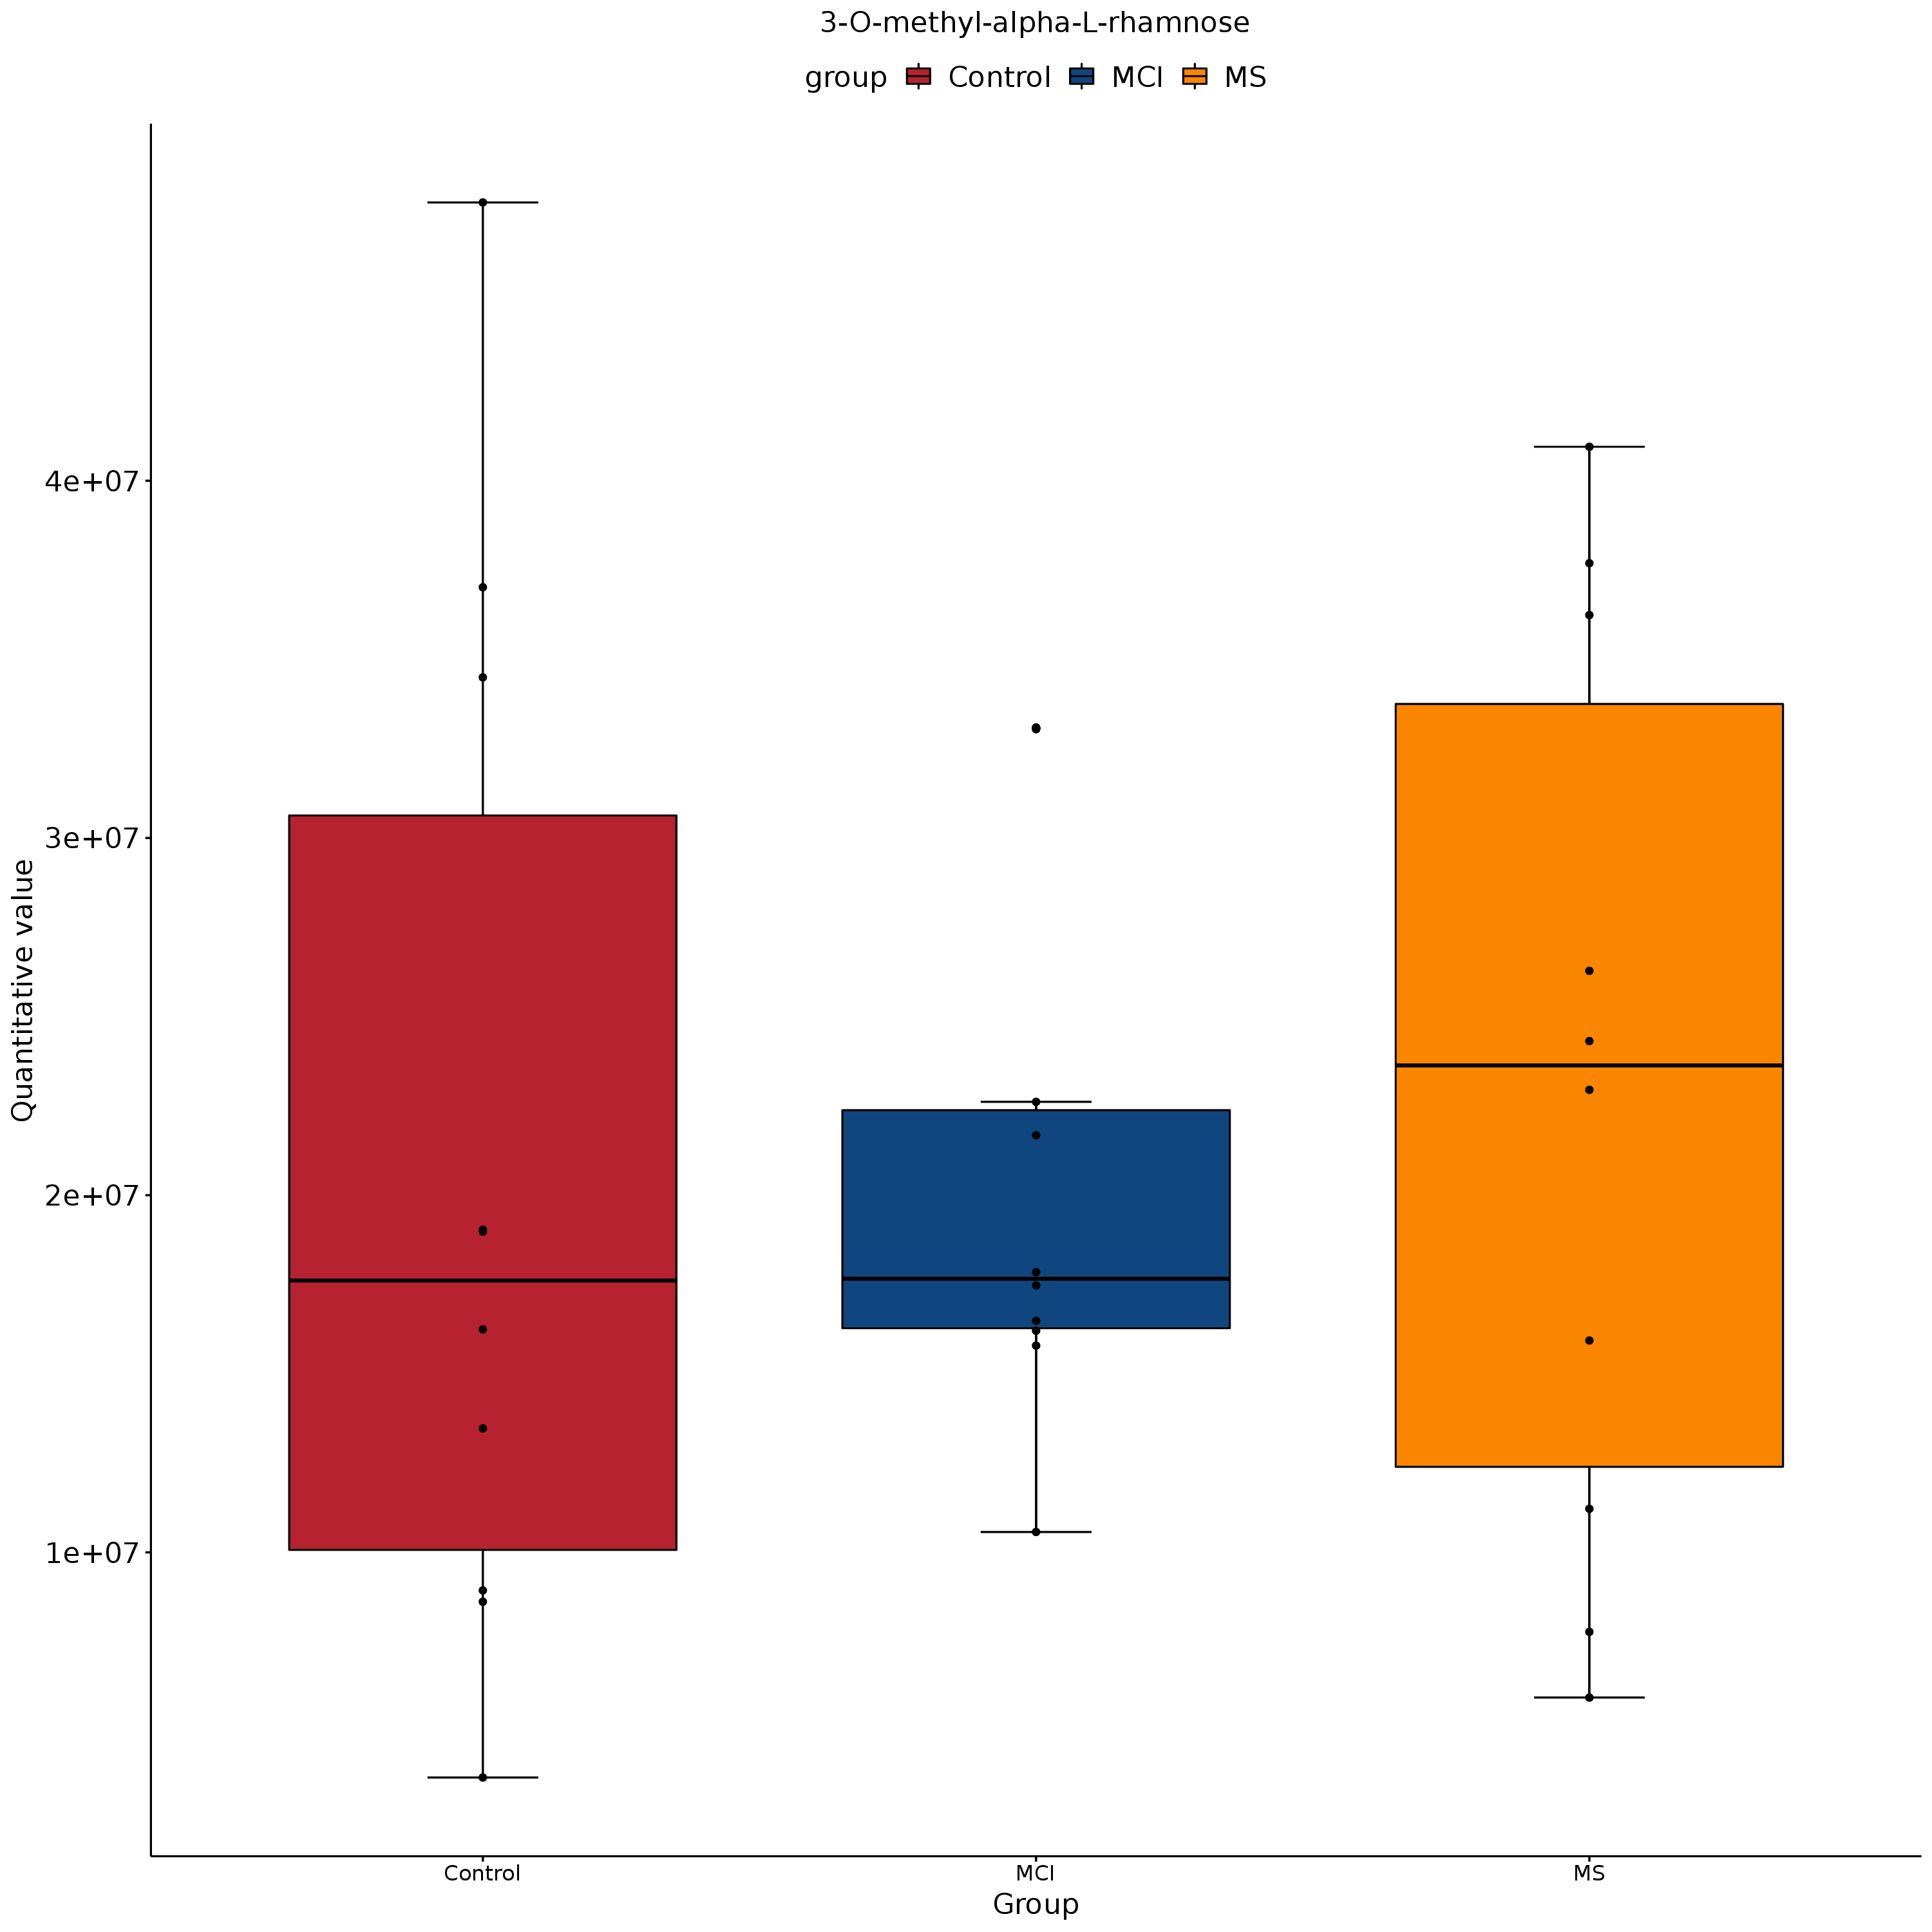 3-O-methyl-alpha-L-rhamnose
group Control MCI MS
Quantitative value
4e+07
3e+07
2e+07
1e+07
Control MCI MS
Group